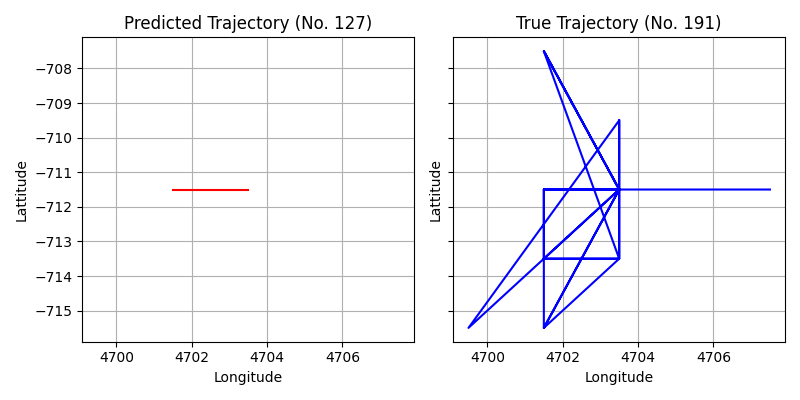 Predicted Trajectory (No. 127)
True Trajectory (No. 191)
Lattitude
−708
−709
−710
−711
−712
−713
−714
−715
4700 4702 4704 4706
Longitude
Lattitude
4700 4702 4704 4706
Longitude